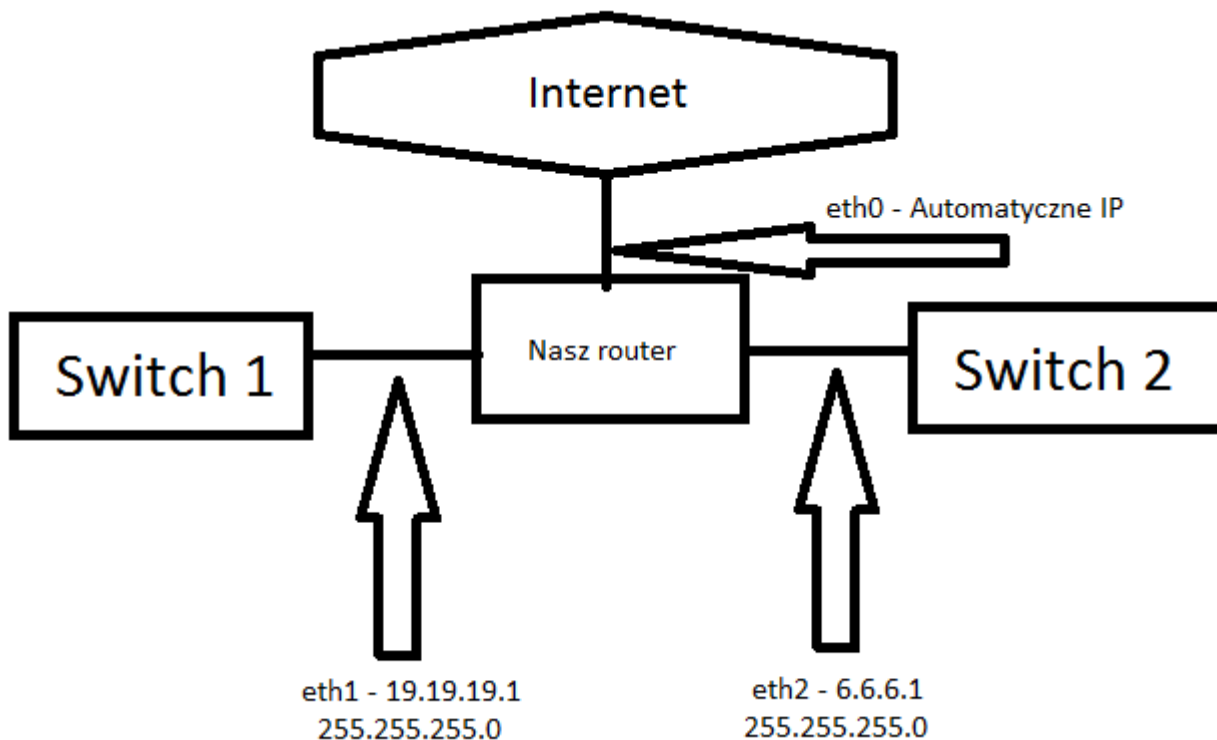 Internet
eth0 - Automatyczne IP
Switch 1
Nasz router
Switch 2
eth1 - 19.19.19.1
255.255.255.0
eth2 - 6.6.6.1
255.255.255.0